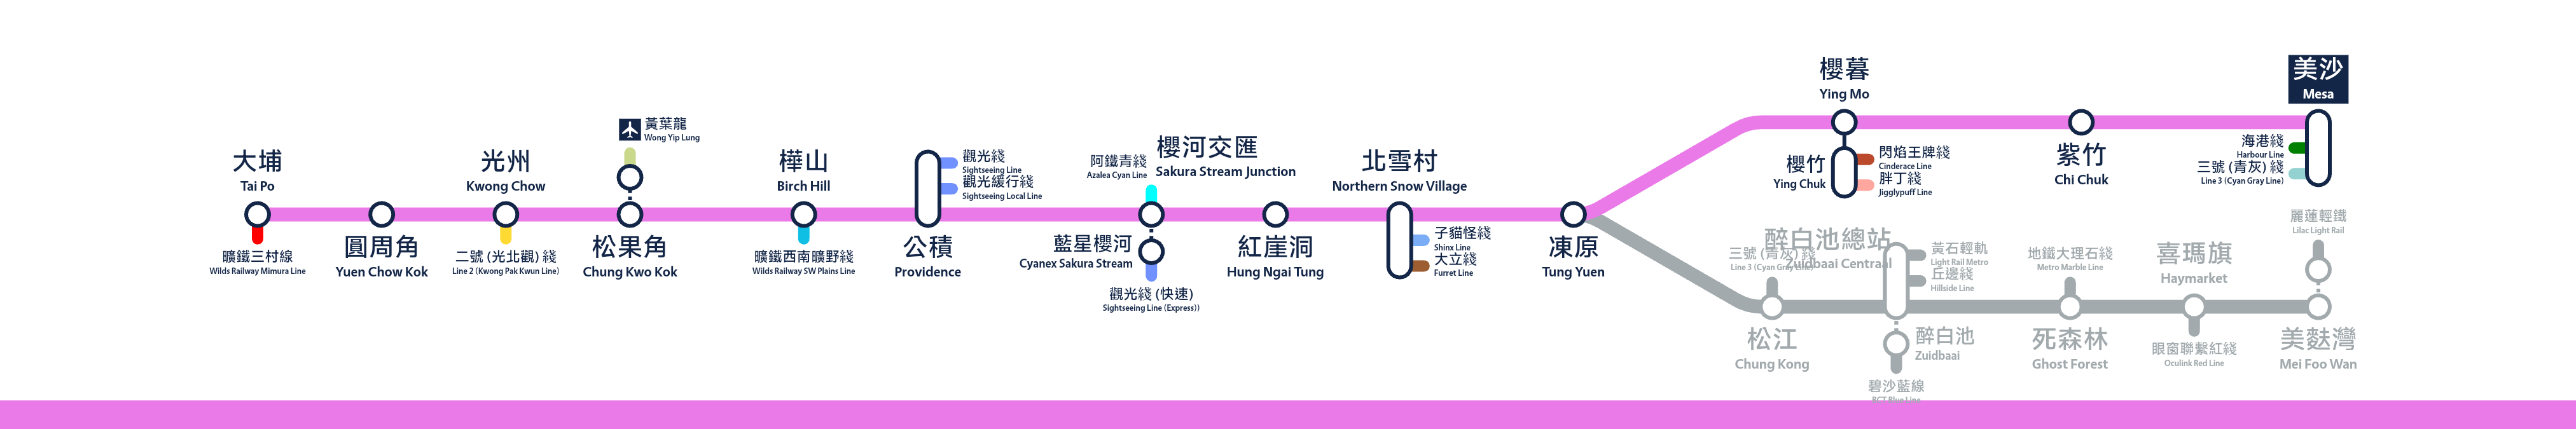 大埔
Tai Po
曠鐵三村線
Wilds Railway Mimura Line
圓周角
Yuen Chow Kok
光州
Kwong Chow
二號 (光北觀) 綫
Line 2 (Kwong Pak Kwun Line)
黃葉龍
Wong Yip Lung
松果角
Chung Kwo Kok
樺山
Birch Hill
曠鐵西南曠野綫
Wilds Railway SW Plains Line
觀光綫
Sightseeing Line
觀光緩行綫
Sightseeing Local Line
公積
Providence
阿鐵青綫
Azalea Cyan Line
櫻河交匯
Sakura Stream Junction
藍星櫻河
Cyanex Sakura Stream
觀光綫 (快速)
Sightseeing Line (Express))
紅崖洞
Hung Ngai Tung
北雪村
Northern Snow Village
子貓怪綫
Shinx Line
大立綫
Furret Line
凍原
Tung Yuen
櫻暮
Ying Mo
櫻竹
Ying Chuk
閃焰王牌綫
Cinderace Line
胖丁綫
Jigglypuff Line
紫竹
Chi Chuk
美沙
Mesa
海港綫
Harbour Line
三號 (青灰) 綫
Line 3 (Cyan Gray Line)
三號 (青灰) 綫
Line 3 (Cyan Gray Line)
松江
Chung Kong
醉白池總站
Zuidbaai Centraal
黃石輕軌
Light Rail Metro
丘邊綫
Hillside Line
醉白池
Zuidbaai
碧沙藍線
BCT Blue Line
地鐵大理石綫
Metro Marble Line
死森林
Ghost Forest
喜瑪旗
Haymarket
眼窗聯繫紅綫
Oculink Red Line
麗蓮輕鐵
Lilac Light Rail
美麩灣
Mei Foo Wan